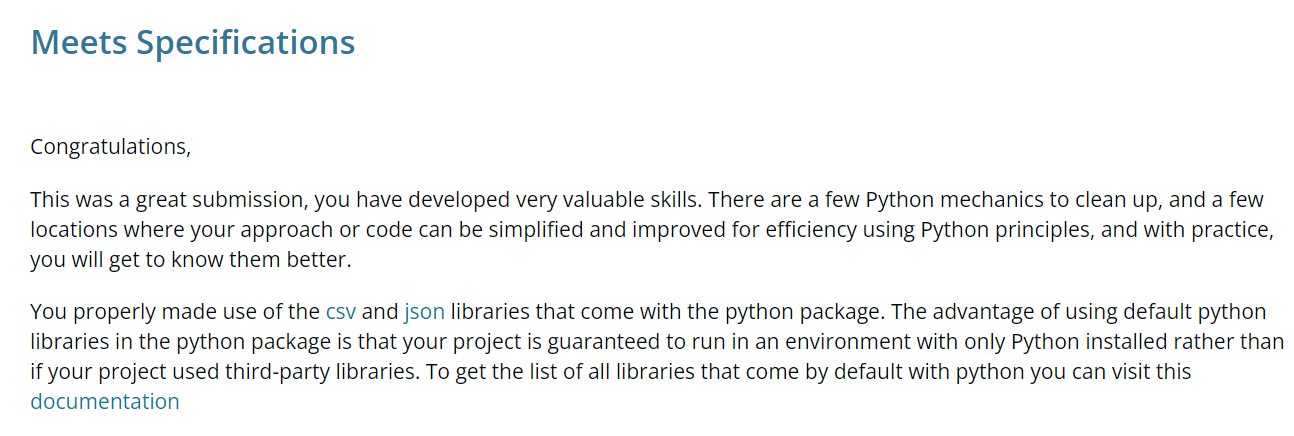 Meets Specifications
Congratulations,
This was a great submission, you have developed very valuable skills. There are a few Python mechanics to clean up, and a few
locations where your approach or code can be simplified and improved for efficiency using Python principles, and with practice,
you will get to know them better.
You properly made use of the csv and json libraries that come with the python package. The advantage of using default python
libraries in the python package is that your project is guaranteed to run in an environment with only Python installed rather than
if your project used third-party libraries. To get the list of all libraries that come by default with python you can visit this
documentation